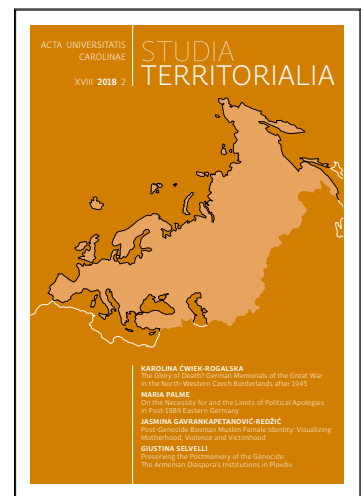 ACTA UNIVERSITATIS
CAROLINAE
XVIII 2018 2
STUDIA
TERRITORIALIA
KAROLINA ĆWIEK-ROGALSKA
The Glory of Death? German Memorials of the Great War
in the North-Western Czech Borderlands after 1945
MARIA PALME
On the Necessity for and the Limits of Political Apologies
in Post-1989 Eastern Germany
JASMINA GAVRANKAPETANOVIĆ-REDŽIĆ
Post-Genocide Bosnian Muslim Female Identity: Visualizing
Motherhood, Violence and Victimhood
GIUSTINA SELVELLI
Preserving the Postmemory of the Genocide:
The Armenian Diaspora's Institutions in Plovdiv